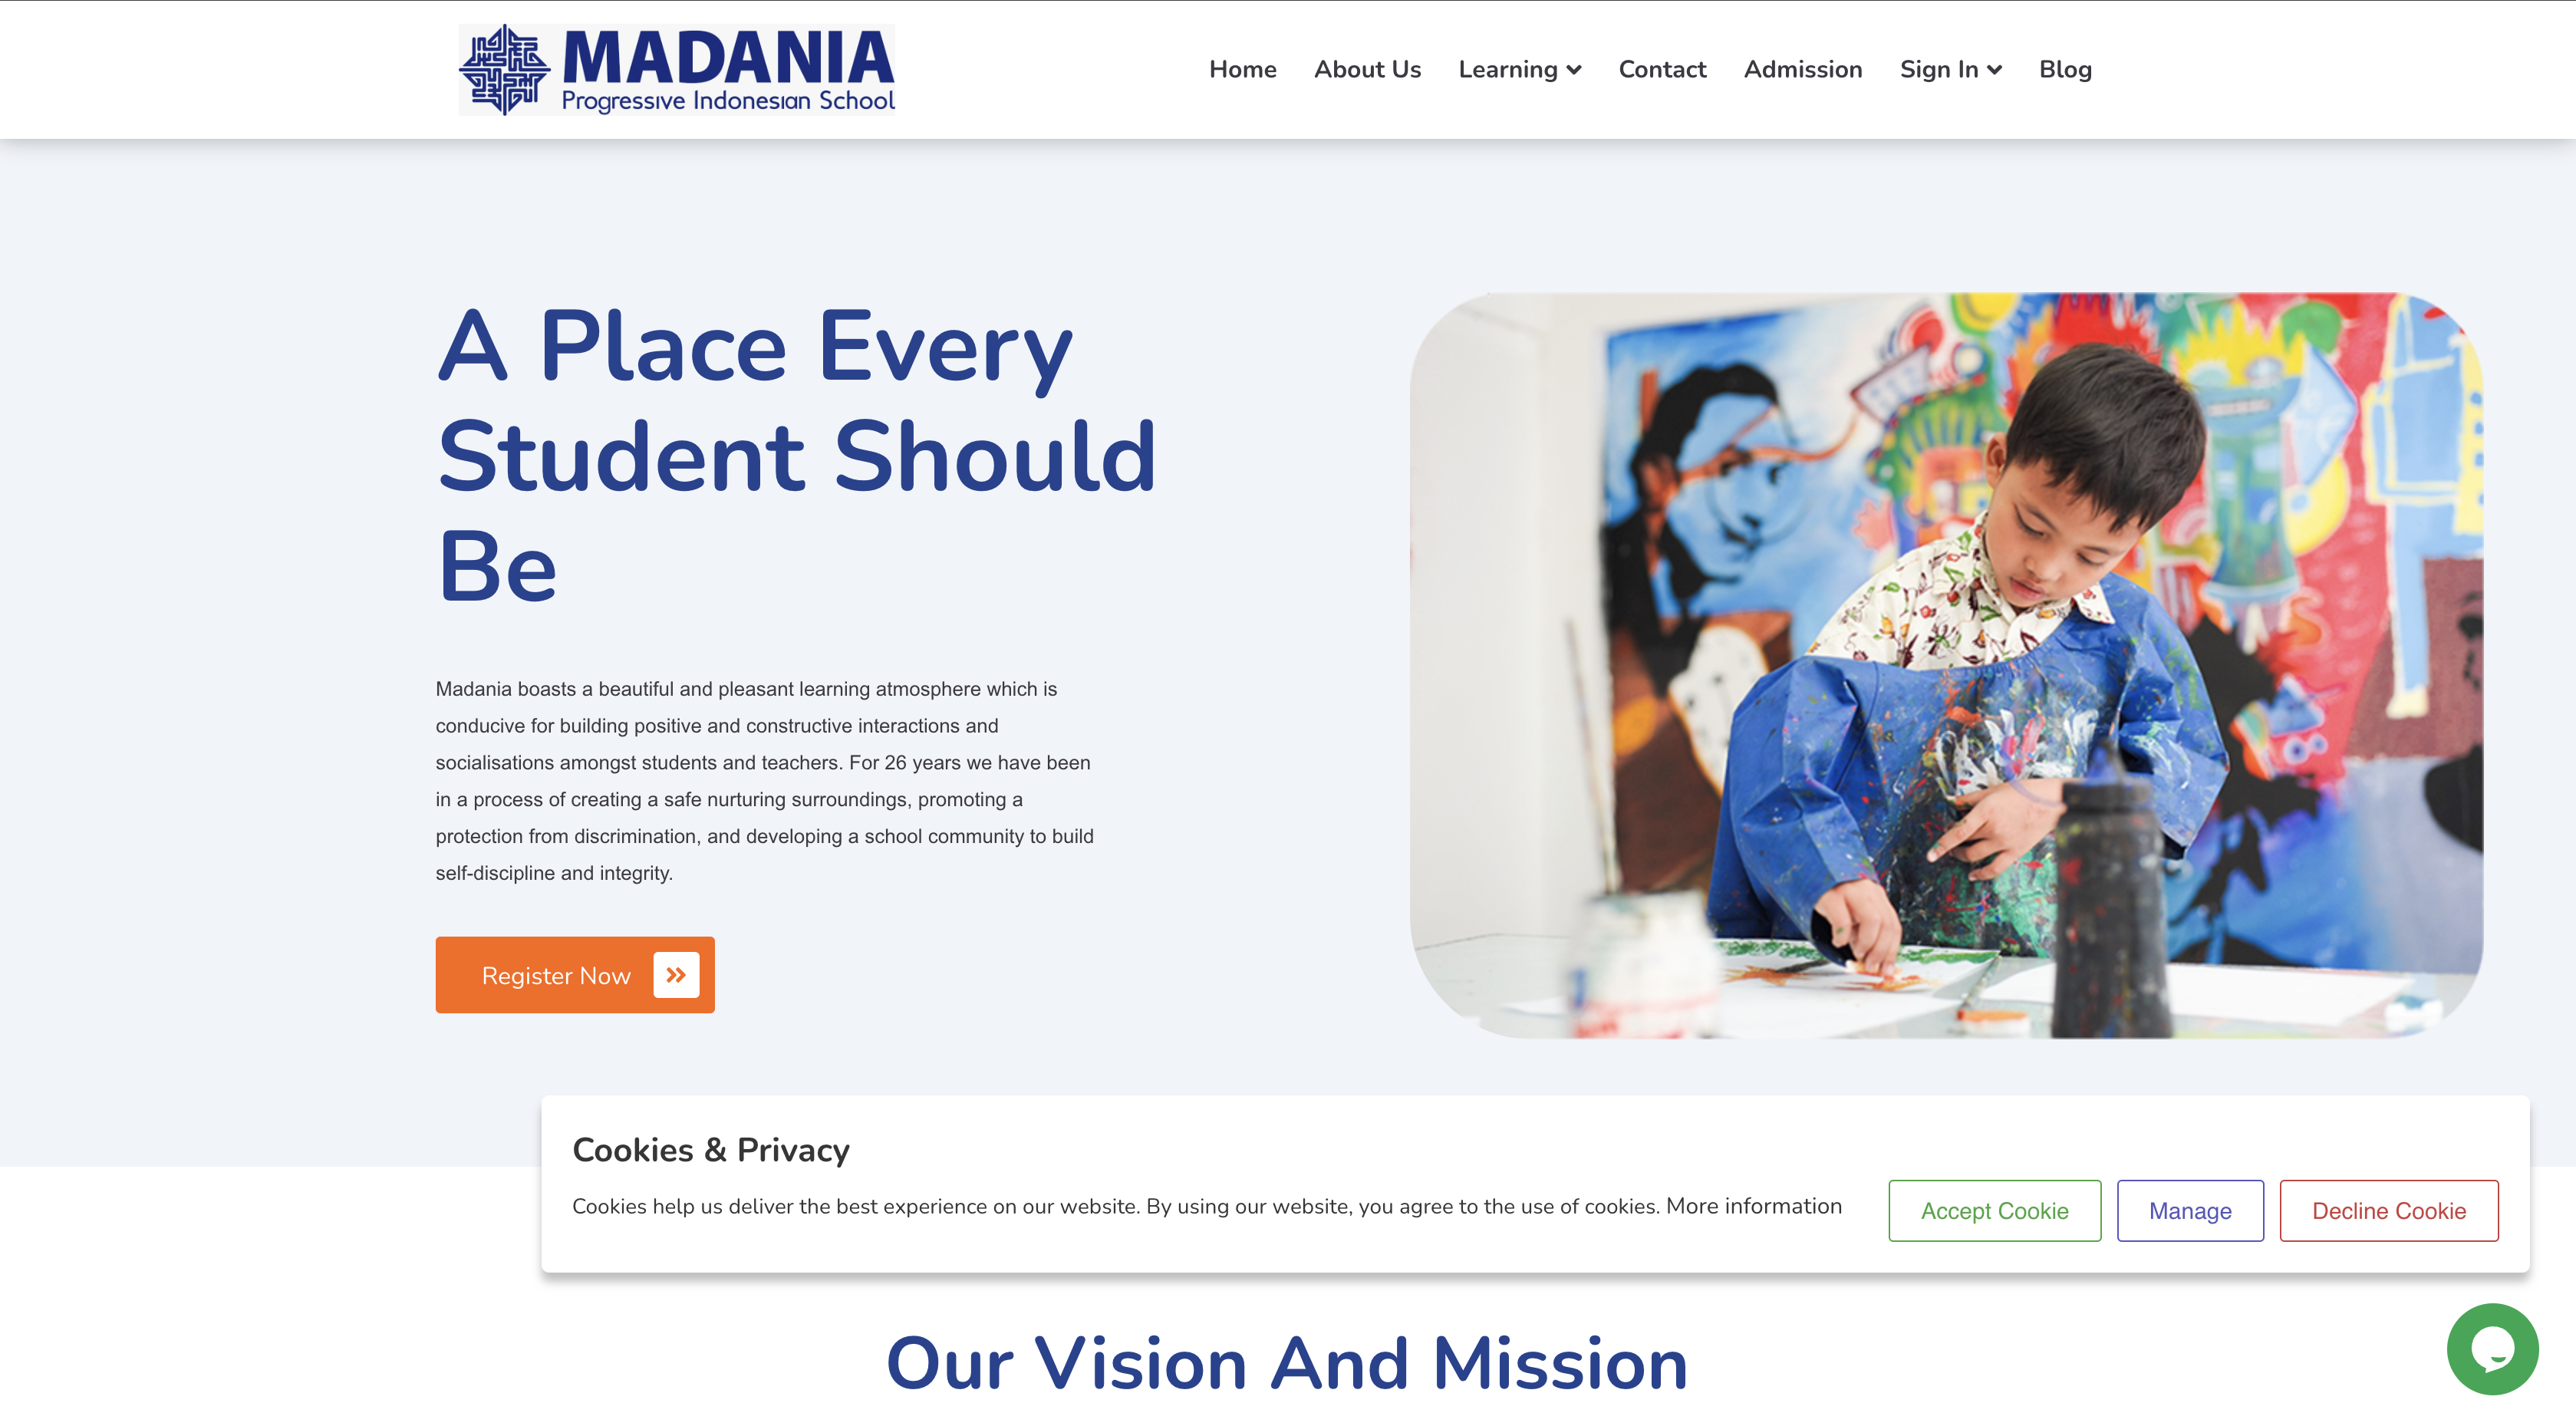 MADANIA
Progressive Indonesian School
Home About Us Learning Contact Admission Sign In Blog
A Place Every
Student Should
Be
Madania boasts a beautiful and pleasant learning atmosphere which is
conducive for building positive and constructive interactions and
socialisations amongst students and teachers. For 26 years we have been
in a process of creating a safe nurturing surroundings, promoting a
protection from discrimination, and developing a school community to build
self-discipline and integrity.
Register Now
Cookies & Privacy
Cookies help us deliver the best experience on our website. By using our website, you agree to the use of cookies. More information
Accept Cookie Manage Decline Cookie
Our Vision And Mission